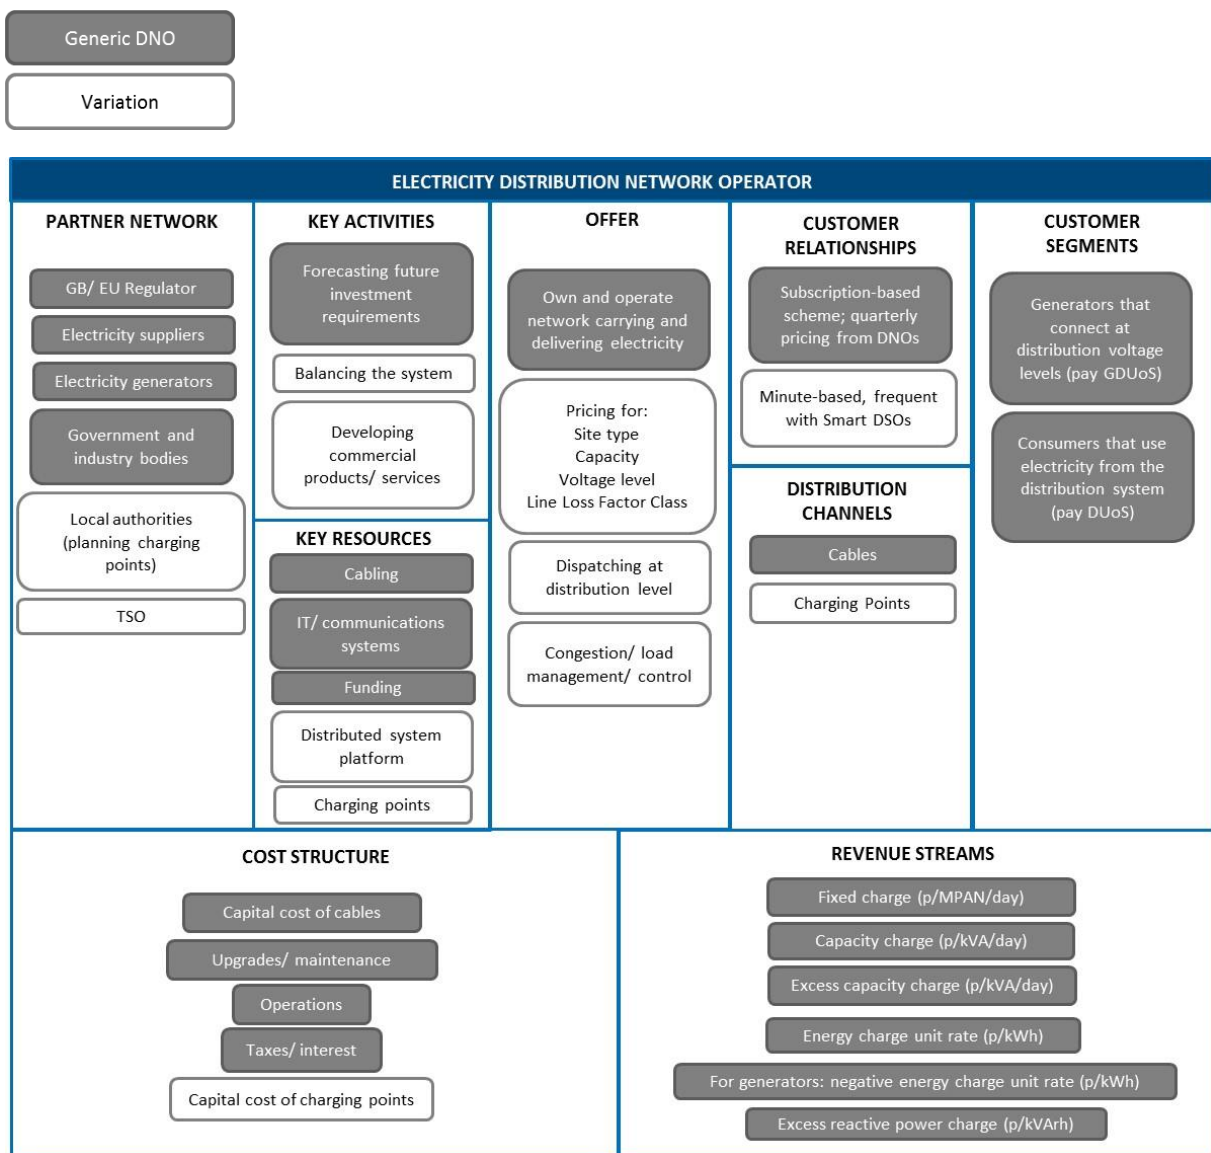 Generic DNO
Variation
ELECTRICITY DISTRIBUTION NETWORK OPERATOR
PARTNER NETWORK
GB/ EU Regulator
Electricity suppliers
Electricity generators
Government and
industry bodies
Local authorities
(planning charging
points)
TSO
KEY ACTIVITIES
Forecasting future
investment
requirements
Balancing the system
Developing
commercial
products/ services
KEY RESOURCES
Cabling
IT/ communications
systems
Funding
Distributed system
platform
Charging points
OFFER
Own and operate
network carrying and
delivering electricity
Pricing for:
Site type
Capacity
Voltage level
Line Loss Factor Class
Dispatching at
distribution level
Congestion/ load
management/ control
CUSTOMER
RELATIONSHIPS
Subscription-based
scheme; quarterly
pricing from DNOs
Minute-based, frequent
with Smart DSOs
DISTRIBUTION
CHANNELS
Cables
Charging Points
CUSTOMER
SEGMENTS
Generators that
connect at
distribution voltage
levels (pay GDUoS)
Consumers that use
electricity from the
distribution system
(pay DUoS)
COST STRUCTURE
Capital cost of cables
Upgrades/ maintenance
Operations
Taxes/ interest
Capital cost of charging points
REVENUE STREAMS
Fixed charge (p/MPAN/day)
Capacity charge (p/kVA/day)
Excess capacity charge (p/kVA/day)
Energy charge unit rate (p/kWh)
For generators: negative energy charge unit rate (p/kWh)
Excess reactive power charge (p/kVArh)